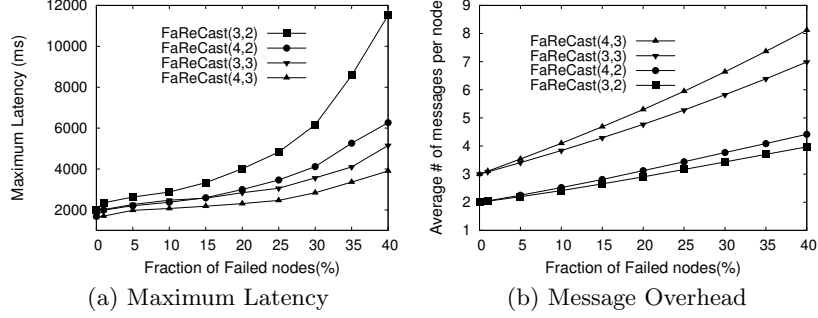 12000
10000
8000
6000
4000
2000
Maximum Latency (ms)
FaReCast(3,2)
FaReCast(4,2)
FaReCast(3,3)
FaReCast(4,3)
0 5 10 15 20 25 30 35 40
Fraction of Failed nodes(%)
(a) Maximum Latency
9
8
7
6
5
4
3
2
1
Average # of messages per node
FaReCast(4,3)
FaReCast(3,3)
FaReCast(4,2)
FaReCast(3,2)
0 5 10 15 20 25 30 35 40
Fraction of Failed nodes(%)
(b) Message Overhead